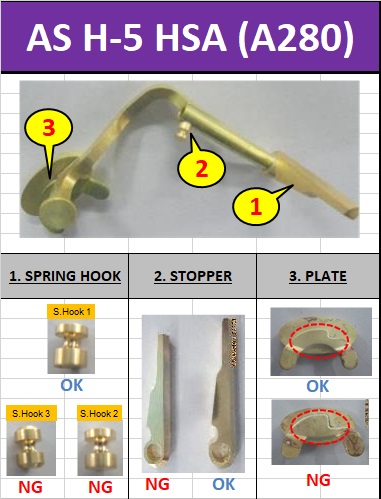 AS H-5 HSA (A280)
3
2
1
1. SPRING HOOK
2. STOPPER
3. PLATE
S.Hook 1
OK
OK
S.Hook 3
S.Hook 2
NG
NG
NG
OK
NG